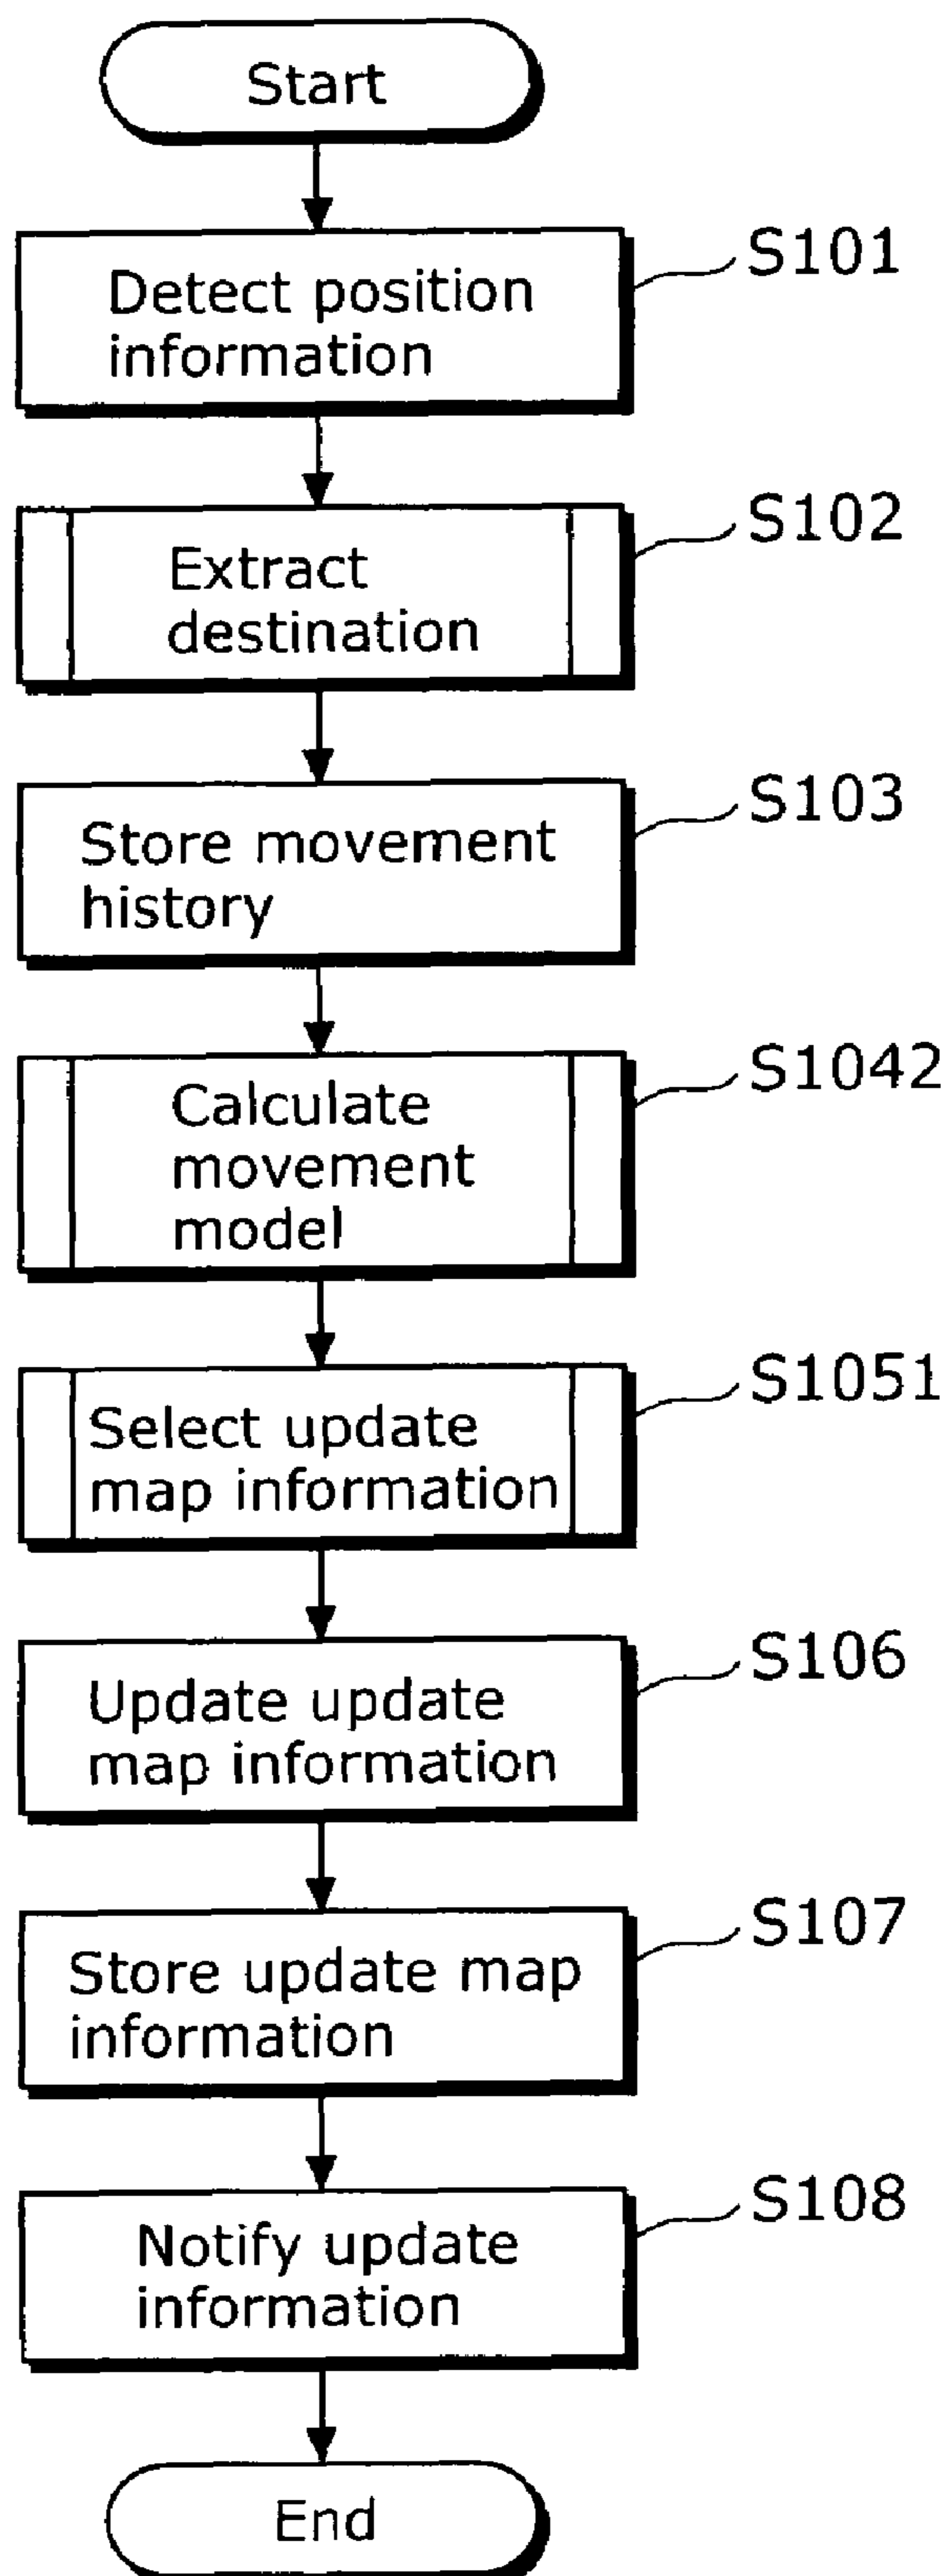 Start
S101
Detect position
information
S102
Extract
destination
S103
Store movement
history
S1042
Calculate
movement
model
S1051
Select update
map information
S106
Update update
map information
S107
Store update map
information
S108
Notify update
information
End